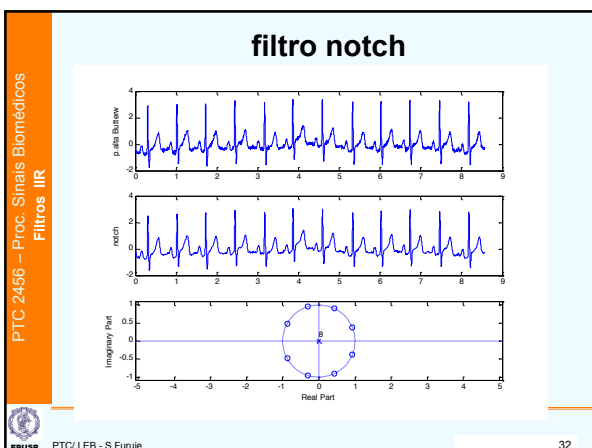 filtro notch
PTC 2456 – Proc. Sinais Biomédicos
Filtros IIR
p.alta Butterw
4
2
0
-2
0 1 2 3 4 5 6 7 8 9
notch
4
2
0
-2
0 1 2 3 4 5 6 7 8 9
Imaginary Part
1
0.5
0
-0.5
-1
8
-5 -4 -3 -2 -1 0 1 2 3 4 5
Real Part
EPUSP
PTC/ LEB - S.Furuie
32